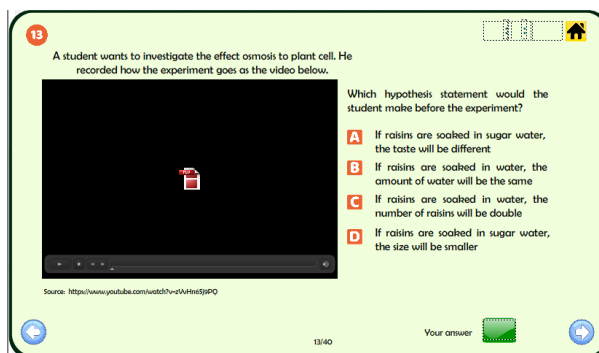 13
A student wants to investigate the effect osmosis to plant cell. He
recorded how the experiment goes as the video below.
Which hypothesis statement would the
student make before the experiment?
A If raisins are soaked in sugar water,
the taste will be different
B If raisins are soaked in water, the
amount of water will be the same
C If raisins are soaked in water, the
number of raisins will be double
D If raisins are soaked in sugar water,
the size will be smaller
Source: https://www.youtube.com/watch?v=zVvHn6Sj9PQ
Your answer
13/40